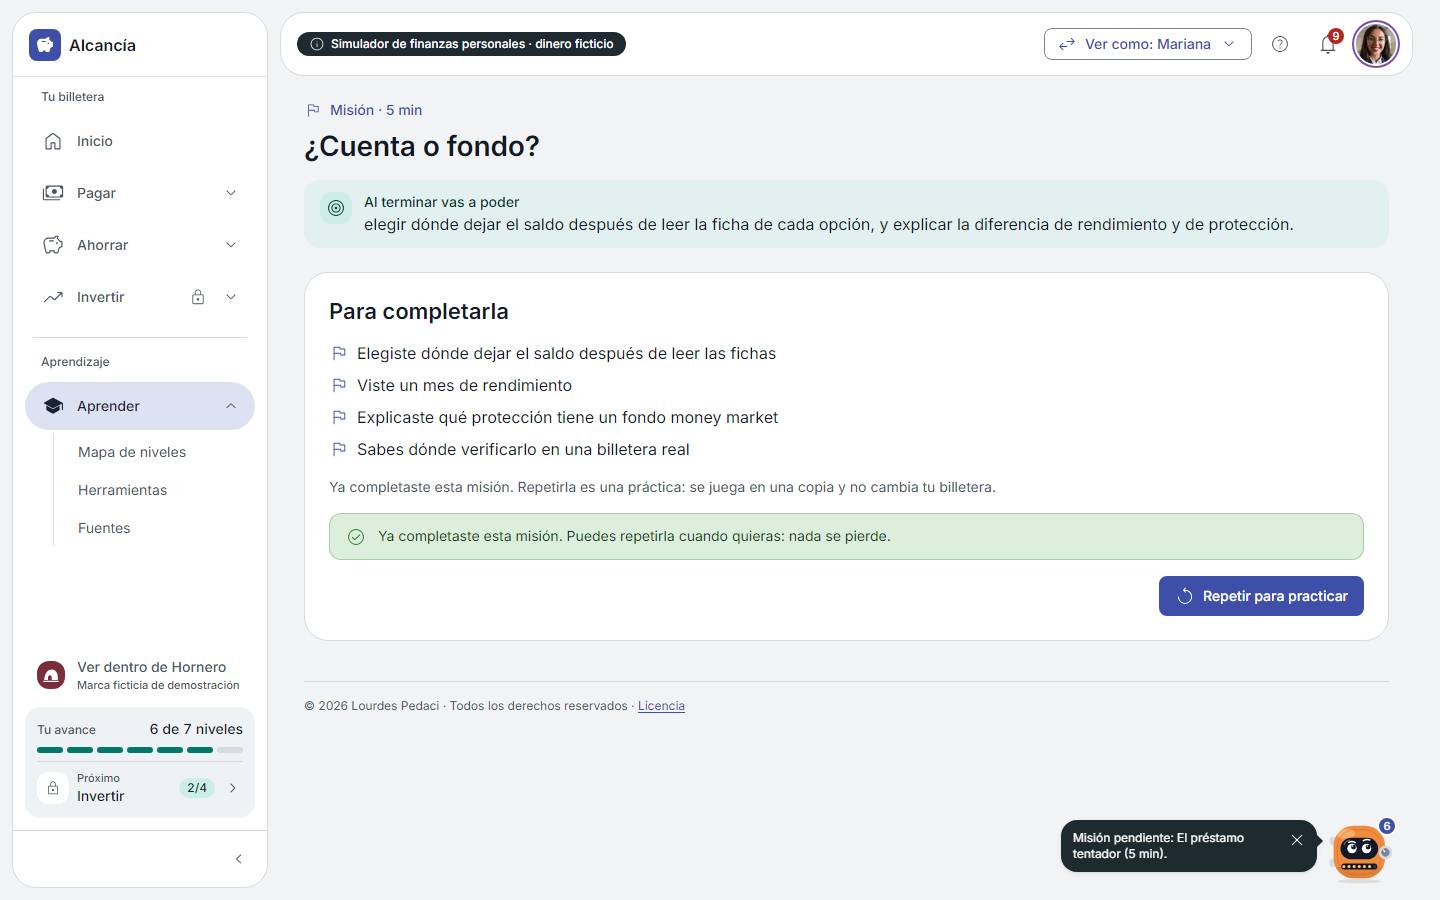 Alcancía
Tu billetera
Inicio
Pagar
Ahorrar
Invertir
Aprendizaje
Aprender
Mapa de niveles
Herramientas
Fuentes
Ver dentro de Hornero
Marca ficticia de demostración
Tu avance
6 de 7 niveles
Próximo
Invertir
2/4
Simulador de finanzas personales · dinero ficticio
Ver como: Mariana
9
Misión · 5 min
¿Cuenta o fondo?
Al terminar vas a poder
elegir dónde dejar el saldo después de leer la ficha de cada opción, y explicar la diferencia de rendimiento y de protección.
Para completarla
Elegiste dónde dejar el saldo después de leer las fichas
Viste un mes de rendimiento
Explicaste qué protección tiene un fondo money market
Sabes dónde verificarlo en una billetera real
Ya completaste esta misión. Repetirla es una práctica: se juega en una copia y no cambia tu billetera.
Ya completaste esta misión. Puedes repetirla cuando quieras: nada se pierde.
Repetir para practicar
© 2026 Lourdes Pedaci · Todos los derechos reservados · Licencia
Misión pendiente: El préstamo
tentador (5 min).
6